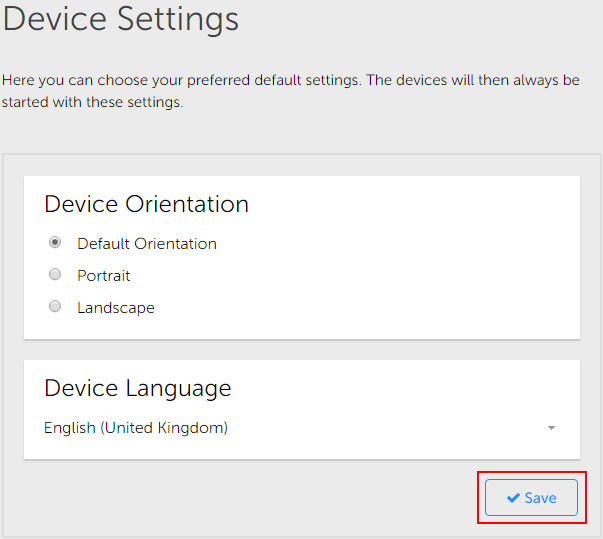 Device Settings
Here you can choose your preferred default settings. The devices will then always be
started with these settings.
Device Orientation
Default Orientation
Portrait
Landscape
Device Language
English (United Kingdom)
Save